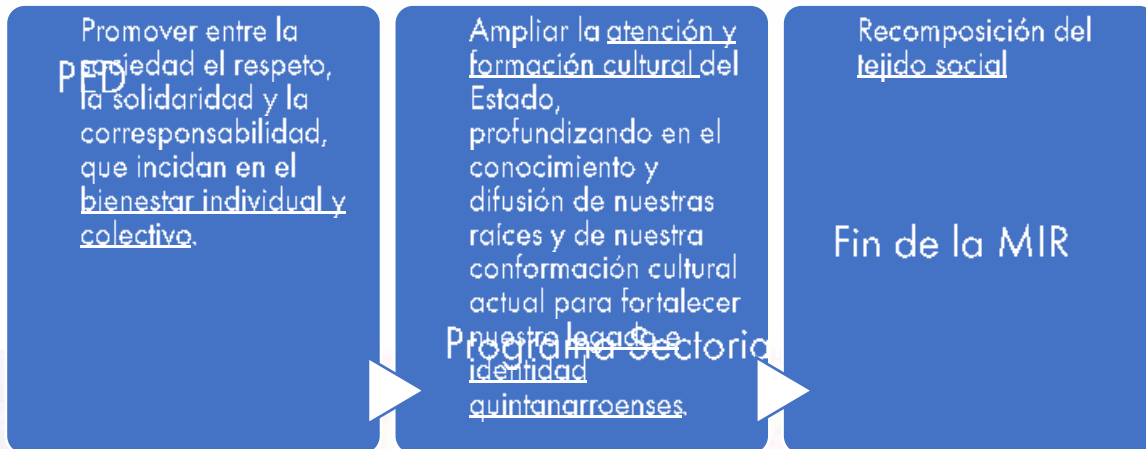 PED
Promover entre la
sociedad el respeto,
la solidaridad y la
corresponsabilidad,
que incidan en el
bienestar individual y
colectivo.
Ampliar la atención y
formación cultural del
Estado,
profundizando en el
conocimiento y
difusión de nuestras
raíces y de nuestra
conformación cultural
actual para fortalecer
nuestro legado e
identidad
quintanarroenses.
Programa Sectoria
Recomposición del
tejido social
Fin de la MIR